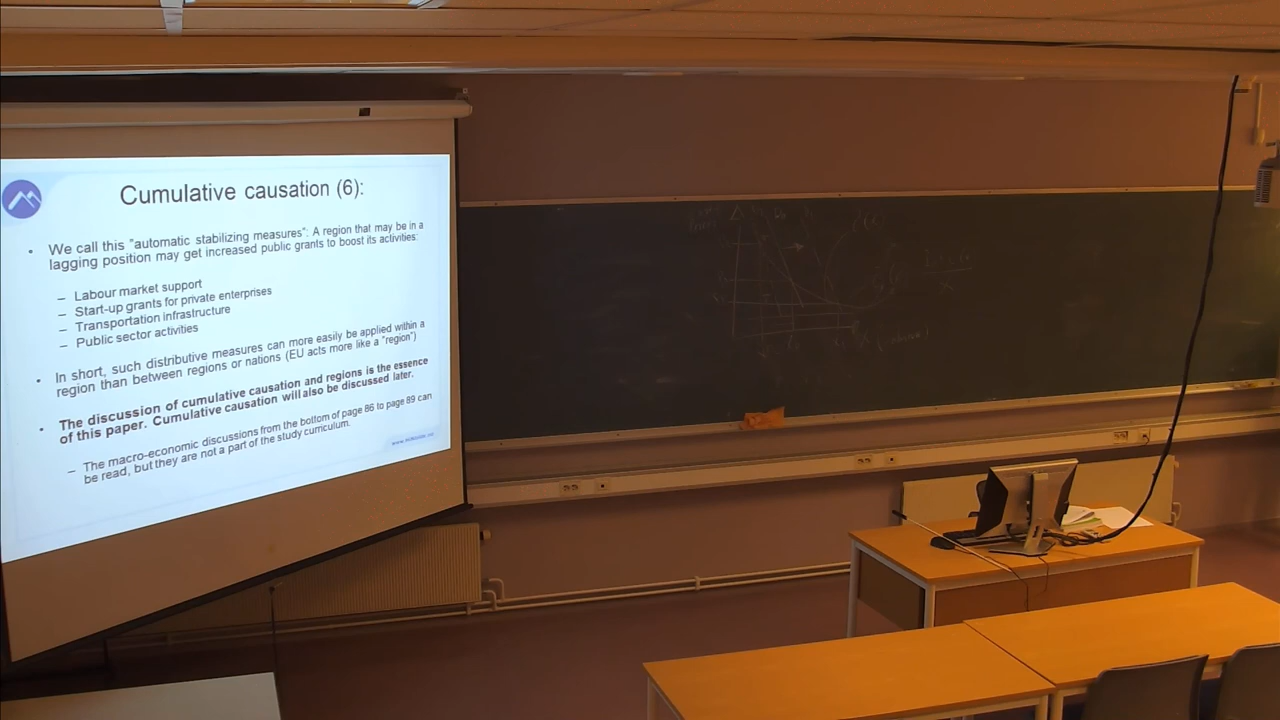 Cumulative causation (6):
• We call this "automatic stabilizing measures": A region that may be in a
lagging position may get increased public grants to boost its activities:
– Labour market support
– Start-up grants for private enterprises
– Transportation infrastructure
– Public sector activities
• In short, such distributive measures can more easily be applied within a
region than between regions or nations (EU acts more like a "region")
• The discussion of cumulative causation and regions is the essence
of this paper. Cumulative causation will also be discussed later.
– The macro-economic discussions from the bottom of page 86 to page 89 can
be read, but they are not a part of the study curriculum.